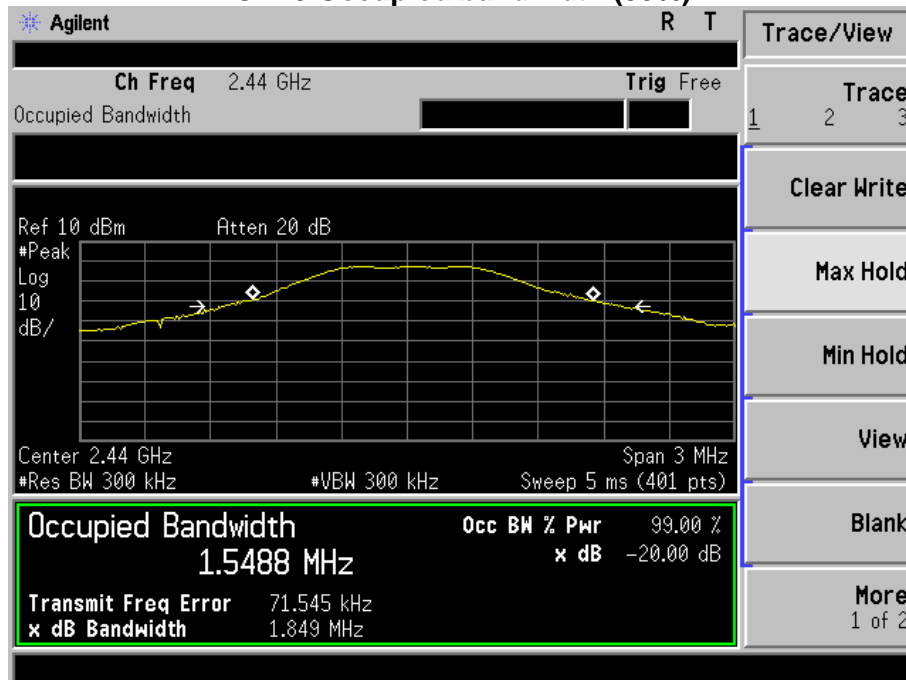 Agilent R T
Trace/View
Ch Freq 2.44 GHz Trig Free
Occupied Bandwidth
Trace
1 2 3
Clear Write
Ref 10 dBm Atten 20 dB
#Peak
Log
10
dB/
Max Hold
Min Hold
View
Center 2.44 GHz Span 3 MHz
#Res BW 300 kHz #VBW 300 kHz Sweep 5 ms (401 pts)
Occupied Bandwidth Occ BW % Pwr 99.00 %
1.5488 MHz x dB -20.00 dB
Blank
Transmit Freq Error 71.545 kHz
x dB Bandwidth 1.849 MHz
More
1 of 2